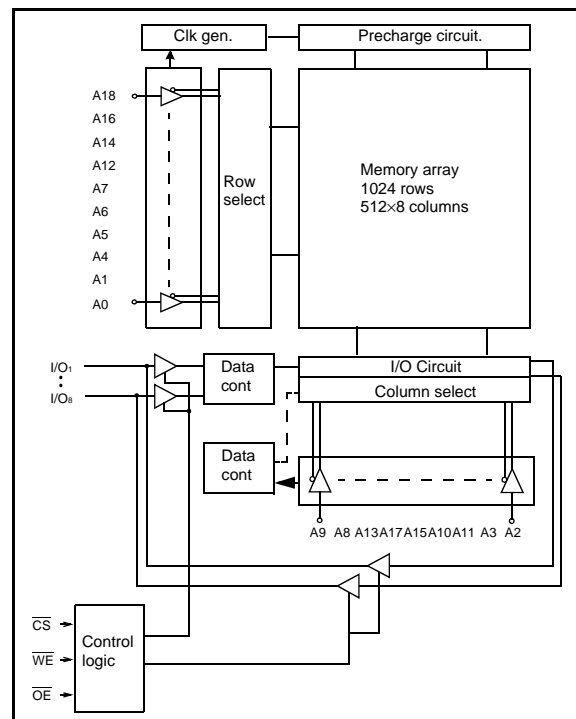 Clk gen.
Precharge circuit.
A18
A16
A14
A12
A7
A6
A5
A4
A1
A0
Row
select
Memory array
1024 rows
512×8 columns
I/O1
I/O8
Data
cont
I/O Circuit
Column select
Data
cont
A9 A8 A13 A17 A15 A10 A11 A3 A2
CS
WE
OE
Control
logic